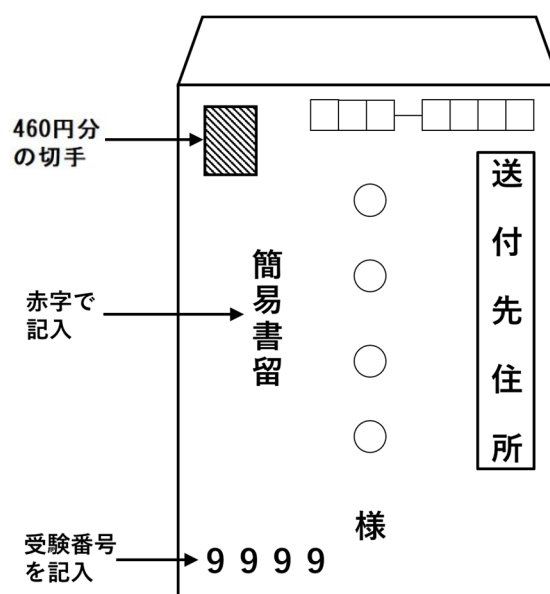 460円分
の切手
送付先住所
簡易書留
赤字で
記入
様
受験番号
を記入
9999